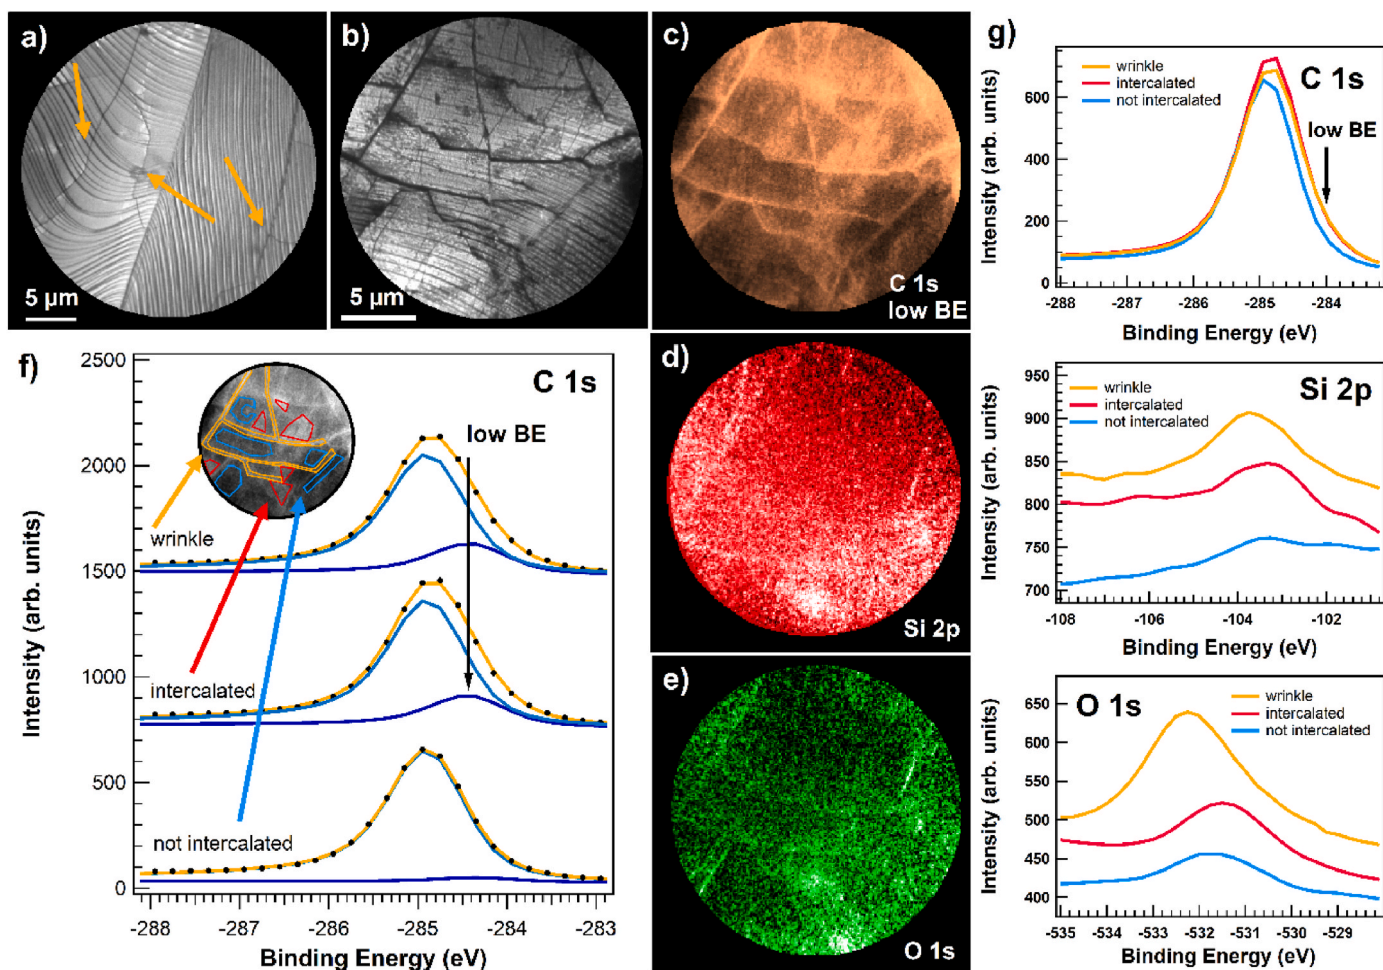 a)
5 µm
b)
5 µm
c)
C 1s
low BE
d)
Si 2p
e)
O 1s
f)
C 1s
low BE
wrinkle
intercalated
not intercalated
Intensity (arb. units)
2500
2000
1500
1000
500
0
-288
-287
-286
-285
-284
-283
Binding Energy (eV)
g)
C 1s
wrinkle
intercalated
not intercalated
low BE
Intensity (arb. units)
600
400
200
0
-288
-287
-286
-285
-284
Binding Energy (eV)
Si 2p
wrinkle
intercalated
not intercalated
Intensity (arb. units)
950
900
850
800
750
700
-108
-106
-104
-102
Binding Energy (eV)
O 1s
wrinkle
intercalated
not intercalated
Intensity (arb. units)
650
600
550
500
450
400
-535
-534
-533
-532
-531
-530
-529
Binding Energy (eV)